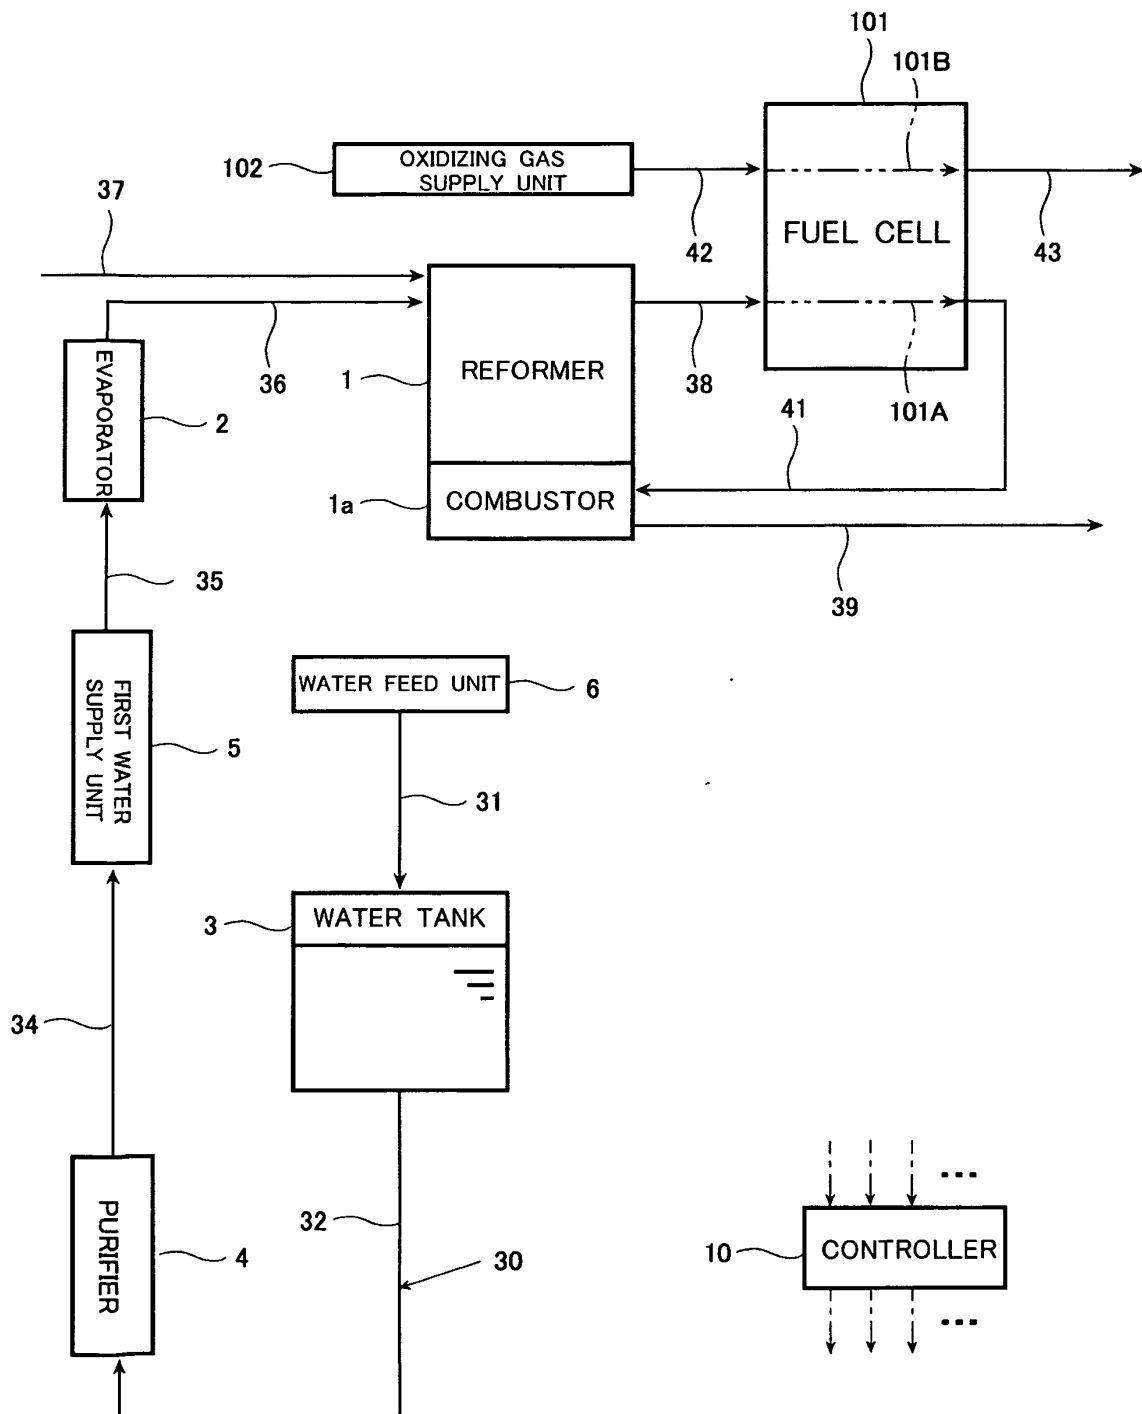 101
101B
OXIDIZING GAS
SUPPLY UNIT
102
37
42
FUEL CELL
43
EVAPORATOR
36
1
REFORMER
38
101A
2
41
1a
COMBUSTOR
35
39
WATER FEED UNIT
6
FIRST WATER
SUPPLY UNIT
5
31
3
WATER TANK
34
32
30
PURIFIER
4
10
CONTROLLER